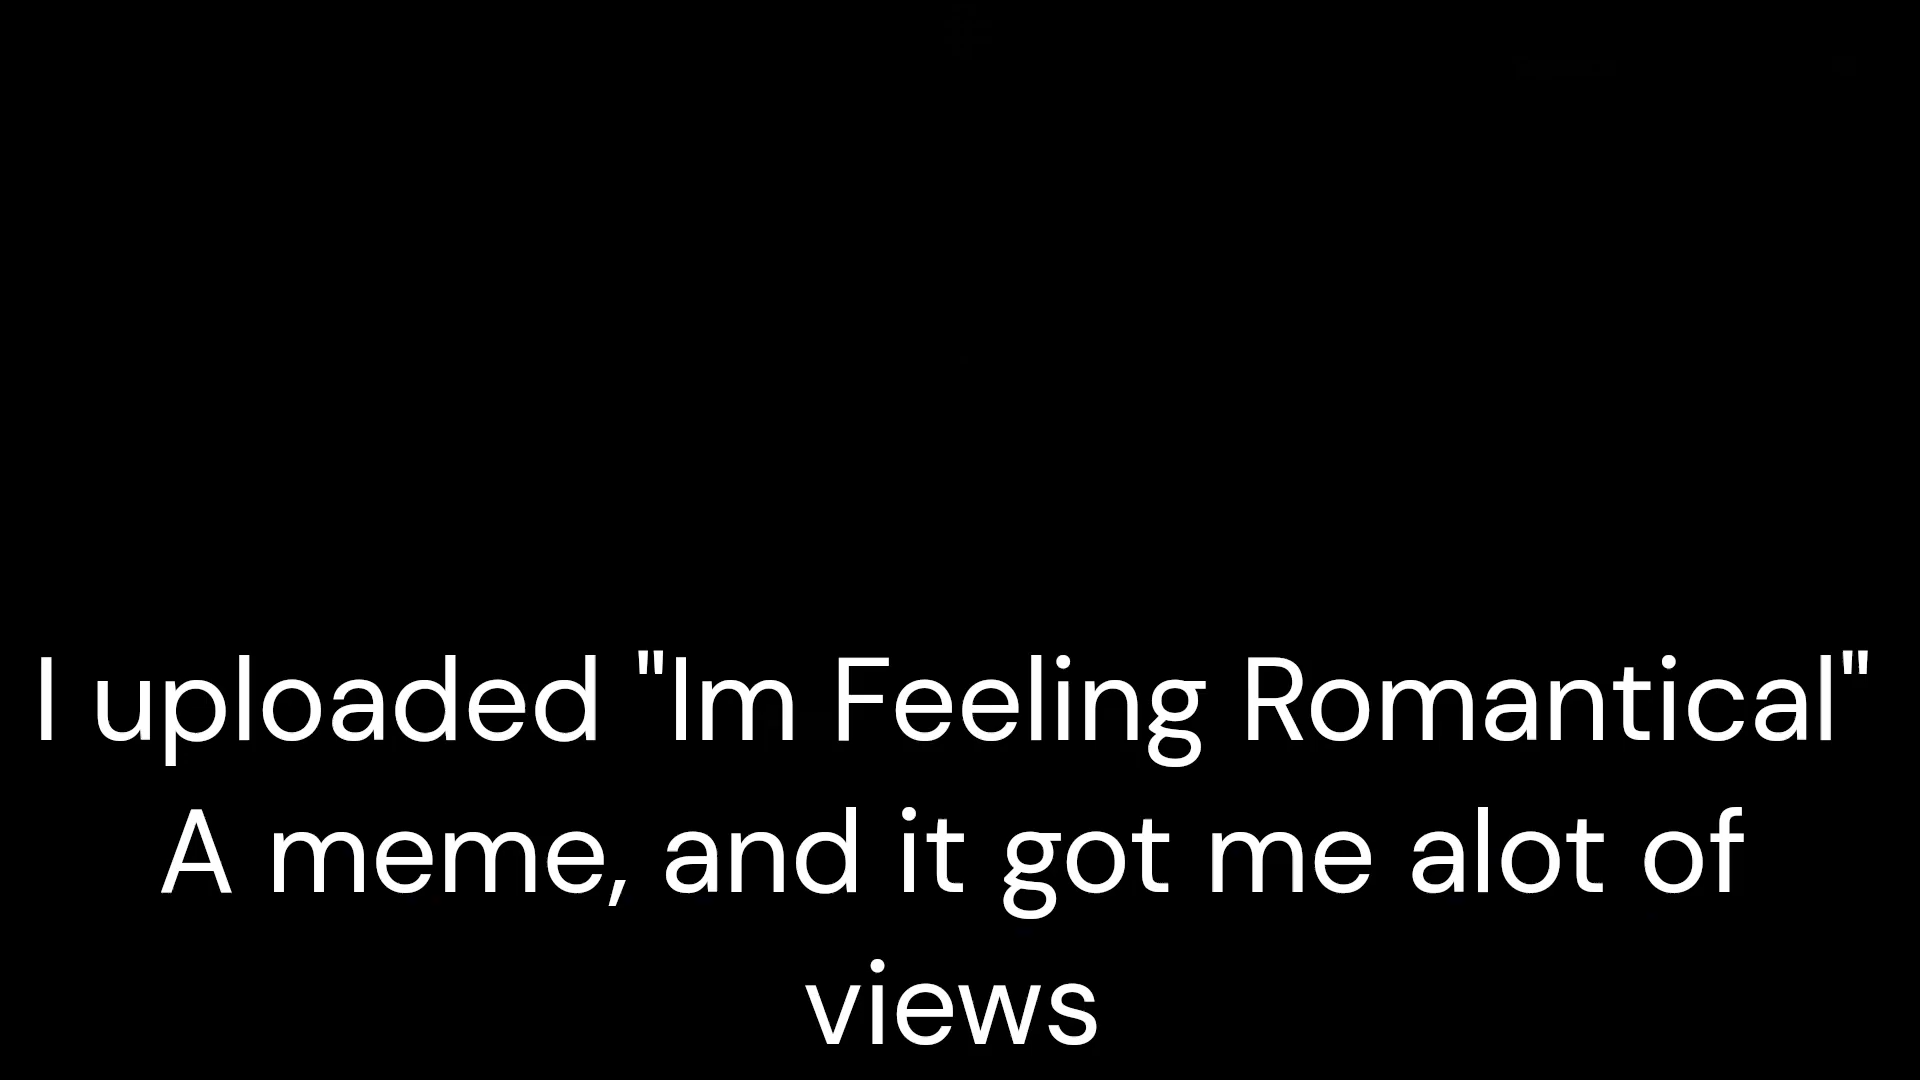 I uploaded "Im Feeling Romantical"
A meme, and it got me alot of
views